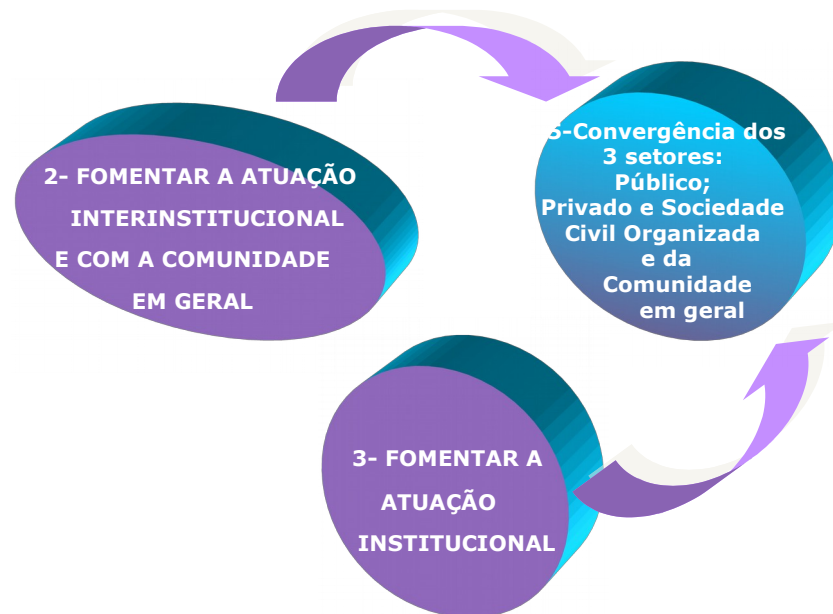 2- FOMENTAR A ATUAÇÃO
INTERINSTITUCIONAL
E COM A COMUNIDADE
EM GERAL
5-Convergência dos
3 setores:
Público;
Privado e Sociedade
Civil Organizada
e da
Comunidade
em geral
3- FOMENTAR A
ATUAÇÃO
INSTITUCIONAL